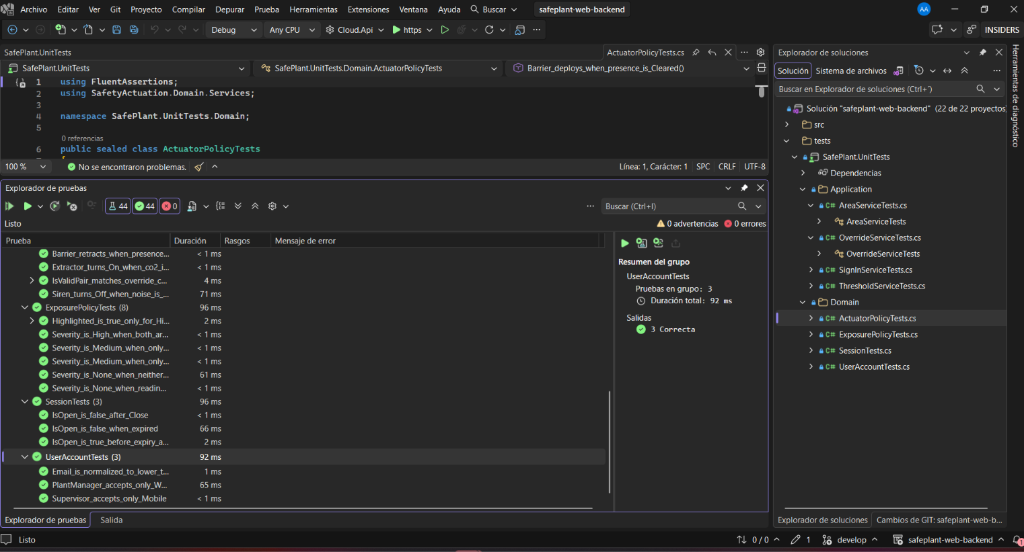 Archivo Editar Ver Git Proyecto Compilar Depurar Prueba Herramientas Extensiones Ventana Ayuda Buscar safeplant-web-backend AA
Debug Any CPU Cloud.Api https INSIDERS
SafePlant.UnitTests ActuatorPolicyTests.cs
SafePlant.UnitTests SafePlant.UnitTests.Domain.ActuatorPolicyTests Barrier_deploys_when_presence_is_Cleared()
1 using FluentAssertions;
2 using SafetyActuation.Domain.Services;
3
4 namespace SafePlant.UnitTests.Domain;
5
0 referencias
6 public sealed class ActuatorPolicyTests
100 % No se encontraron problemas. Línea: 1, Carácter: 1 SPC CRLF UTF-8
Explorador de pruebas
44 44 0 Buscar (Ctrl+I)
Listo 0 advertencias 0 errores
Prueba Duración Rasgos Mensaje de error
Barrier_retracts_when_presence... < 1 ms
Extractor_turns_On_when_co2_i... < 1 ms
IsValidPair_matches_override_c... 4 ms
Siren_turns_Off_when_noise_is_... 71 ms
ExposurePolicyTests (8) 96 ms
Highlighted_is_true_only_for_Hi... 2 ms
Severity_is_High_when_both_ar... < 1 ms
Severity_is_Medium_when_only... < 1 ms
Severity_is_Medium_when_only... < 1 ms
Severity_is_None_when_neither... 61 ms
Severity_is_None_when_readin... < 1 ms
SessionTests (3) 96 ms
IsOpen_is_false_after_Close < 1 ms
IsOpen_is_false_when_expired 66 ms
IsOpen_is_true_before_expiry_a... 2 ms
UserAccountTests (3) 92 ms
Email_is_normalized_to_lower_t... 1 ms
PlantManager_accepts_only_W... 65 ms
Supervisor_accepts_only_Mobile < 1 ms
Resumen del grupo
UserAccountTests
Pruebas en grupo: 3
Duración total: 92 ms
Salidas
3 Correcta
Explorador de pruebas Salida
Explorador de soluciones
Solución Sistema de archivos
Buscar en Explorador de soluciones (Ctrl+¨)
Solución "safeplant-web-backend" (22 de 22 proyectos
src
tests
SafePlant.UnitTests
Dependencias
Application
C# AreaServiceTests.cs
AreaServiceTests
C# OverrideServiceTests.cs
OverrideServiceTests
C# SignInServiceTests.cs
C# ThresholdServiceTests.cs
Domain
C# ActuatorPolicyTests.cs
C# ExposurePolicyTests.cs
C# SessionTests.cs
C# UserAccountTests.cs
Explorador de soluciones Cambios de GIT: safeplant-web-b...
Herramientas de diagnóstico
Listo 0 / 0 1 develop safeplant-web-backend